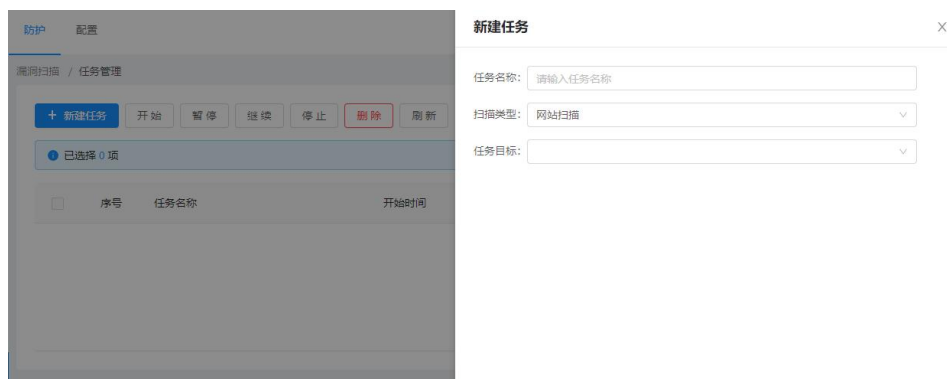 防护 配置
漏洞扫描 / 任务管理
+ 新建任务 开始 暂停 继续 停止 删除 刷新
已选择 0 项
序号 任务名称 开始时间
新建任务
任务名称: 请输入任务名称
扫描类型: 网站扫描
任务目标: